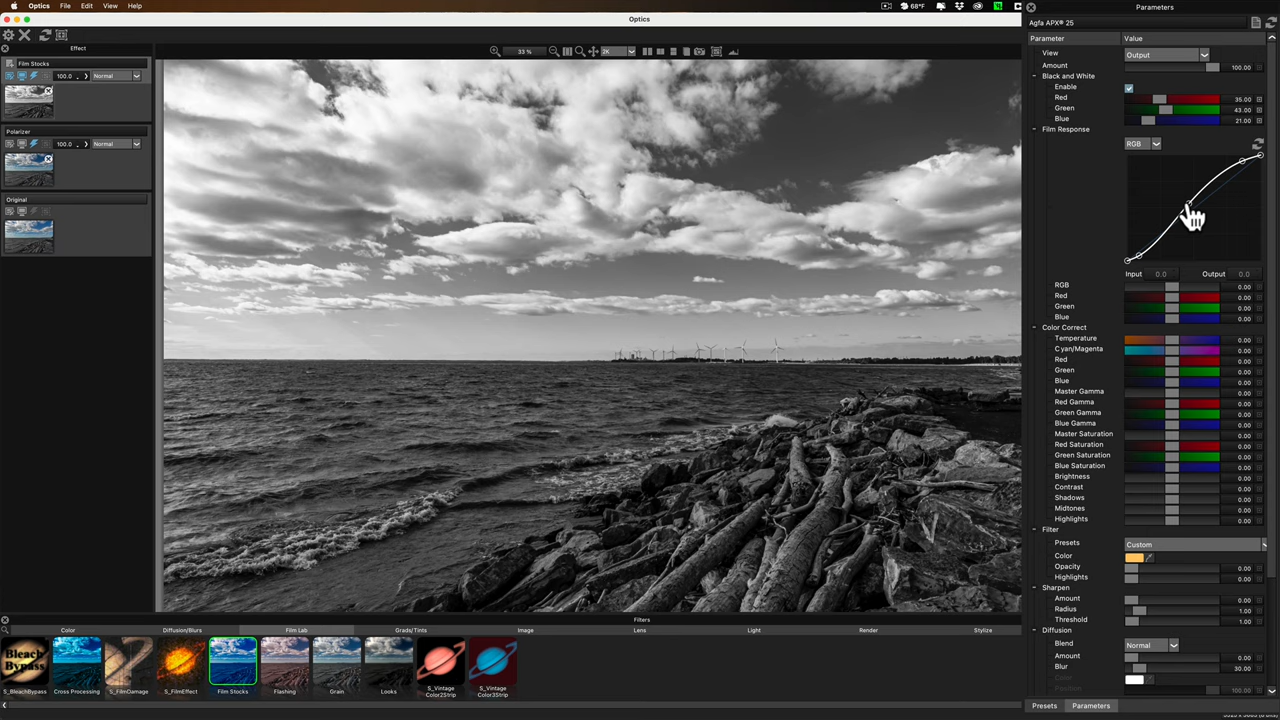 Optics File Edit View Help
68°F
Optics
Parameters
Agfa APX® 25
Parameter Value
View Output
Amount 100.00
Black and White
Enable
Red 35.00
Green 43.00
Blue 21.00
Film Response
RGB
Input 0.0 Output 0.0
RGB 0.00
Red 0.00
Green 0.00
Blue 0.00
Color Correct
Temperature 0.00
Cyan/Magenta 0.00
Red 0.00
Green 0.00
Blue 0.00
Master Gamma 0.00
Red Gamma 0.00
Green Gamma 0.00
Blue Gamma 0.00
Master Saturation 0.00
Red Saturation 0.00
Green Saturation 0.00
Blue Saturation 0.00
Brightness 0.00
Contrast 0.00
Shadows 0.00
Midtones 0.00
Highlights 0.00
Filter
Presets Custom
Color
Opacity 0.00
Highlights 0.00
Sharpen
Amount 0.00
Radius 1.00
Threshold 1.00
Diffusion
Blend Normal
Amount 0.00
Blur 30.00
Color
Position 100.00
Presets Parameters
Effect
Film Stocks
100.0 Normal
Polarizer
100.0 Normal
Original
33 % 2K
Filters
Color Diffusion/Blurs Film Lab Grads/Tints Image Lens Light Render Stylize
Bleach
Bypass
S_BleachBypass Cross Processing S_FilmDamage S_FilmEffect Film Stocks Flashing Grain Looks S_Vintage Color2Strip S_Vintage Color3Strip